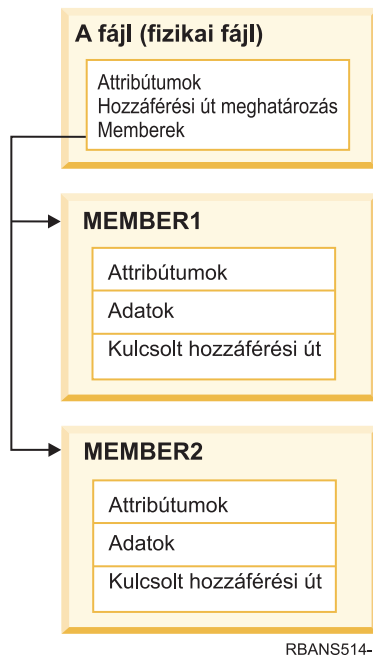 A fájl (fizikai fájl)
Attribútumok
Hozzáférési út meghatározás
Memberek
MEMBER1
Attribútumok
Adatok
Kulcsolt hozzáférési út
MEMBER2
Attribútumok
Adatok
Kulcsolt hozzáférési út
RBANS514-